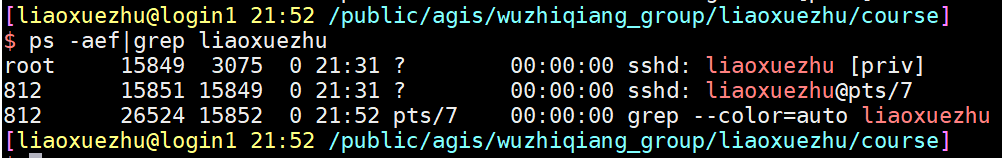 [liaoxuezhu@login1 21:52 /public/agis/wuzhiqiang_group/liaoxuezhu/course]
$ ps -aef|grep liaoxuezhu
root     15849  3075  0 21:31 ?        00:00:00 sshd: liaoxuezhu [priv]
812      15851 15849  0 21:31 ?        00:00:00 sshd: liaoxuezhu@pts/7
812      26524 15852  0 21:52 pts/7    00:00:00 grep --color=auto liaoxuezhu
[liaoxuezhu@login1 21:52 /public/agis/wuzhiqiang_group/liaoxuezhu/course]